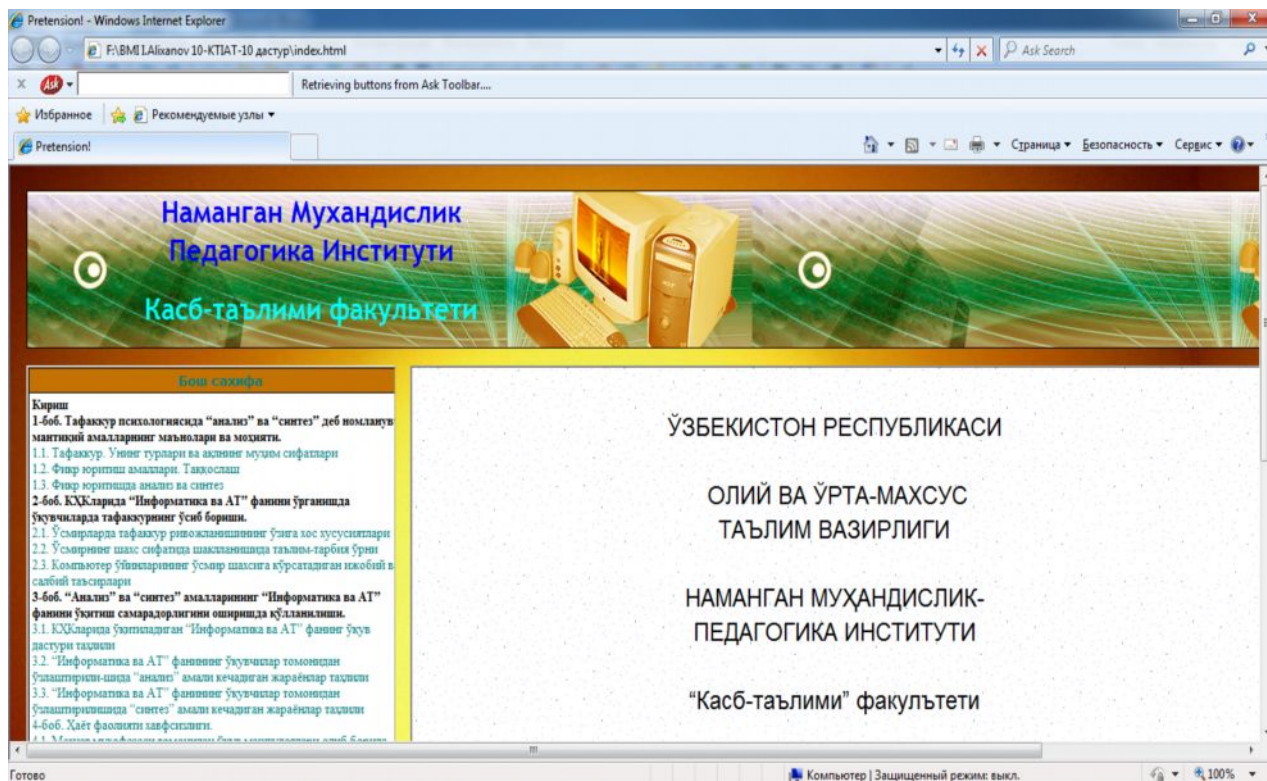 Pretension! - Windows Internet Explorer
F:\BMI I.Alixanov 10-КТIAT-10 дастур\index.html
Ask Search
Ask
Retrieving buttons from Ask Toolbar....
Избранное
Рекомендуемые узлы
Pretension!
Страница
Безопасность
Сервис
Наманган Мухандислик
Педагогика Институти
Касб-таълими факультети
Бош сахифа
Кириш
1-боб. Тафаккур психологиясида “анализ” ва “синтез” деб номланув
мантиқий амалларнинг маънолари ва моҳияти.
1.1. Тафаккур. Унинг турлари ва ақлнинг муҳим сифатлари
1.2. Фикр юритиш амаллари. Таққослаш
1.3. Фикр юритишда анализ ва синтез
2-боб. КҲКларида “Информатика ва АТ” фанини ўрганишда
ўқувчиларда тафаккурнинг ўсиб бориши.
2.1. Ўсмирларда тафаккур ривожланишининг ўзига хос хусусиятлари
2.2. Ўсмирнинг шахс сифатида шаклланишида таълим-тарбия ўрни
2.3. Компьютер ўйинларининг ўсмир шахсига кўрсатадиган ижобий в
салбий таъсирлари
3-боб. “Анализ” ва “синтез” амалларининг “Информатика ва АТ”
фанини ўқитиш самарадорлигини оширишда қўлланилиши.
3.1. КҲКларида ўқитиладиган “Информатика ва АТ” фанинг ўқув
дастури таҳлили
3.2. “Информатика ва АТ” фанининг ўқувчилар томонидан
ўзлаштирили-шида “анализ” амали кечадиган жараёнлар таҳлили
3.3. “Информатика ва АТ” фанининг ўқувчилар томонидан
ўзлаштирилишида “синтез” амали кечадиган жараёнлар таҳлили
4-боб. Ҳаёт фаолияти хавфсизлиги.
ЎЗБЕКИСТОН РЕСПУБЛИКАСИ
ОЛИЙ ВА ЎРТА-МАХСУС
ТАЪЛИМ ВАЗИРЛИГИ
НАМАНГАН МУҲАНДИСЛИК-
ПЕДАГОГИКА ИНСТИТУТИ
“Касб-таълими” факультети
Готово
Компьютер | Защищенный режим: выкл.
100%